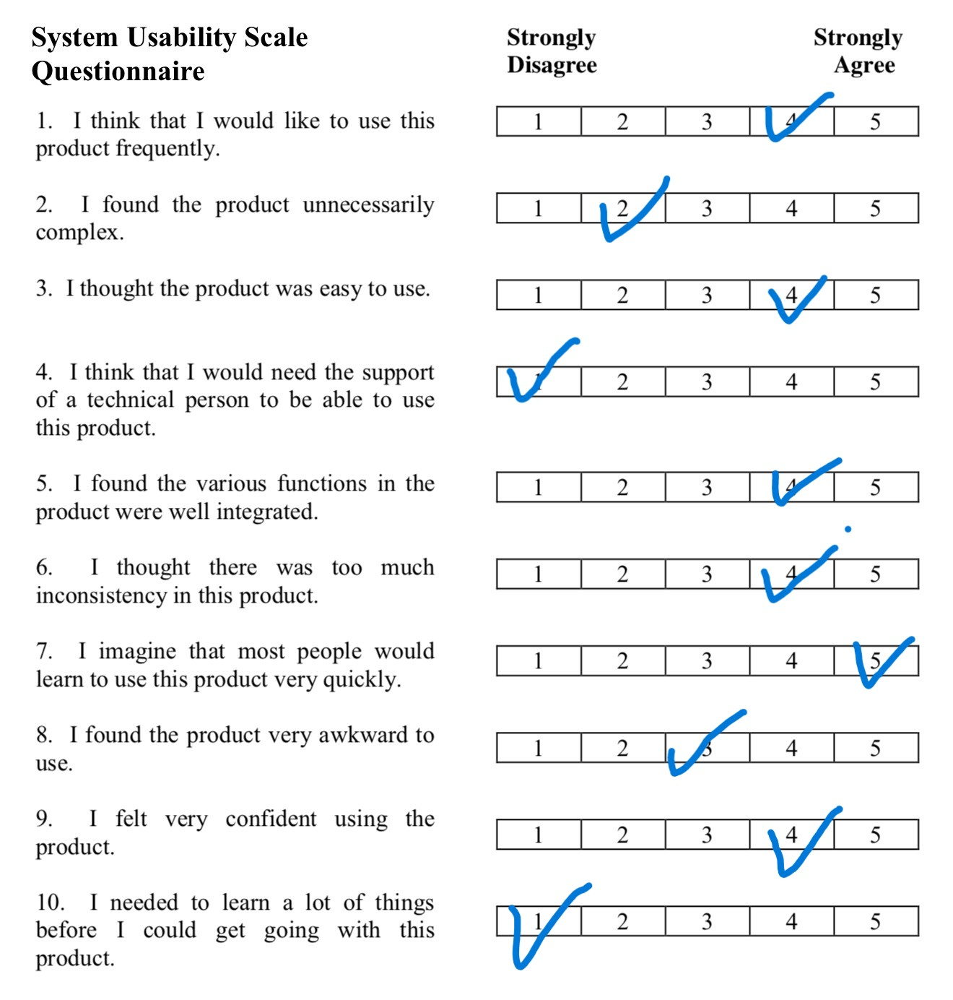 System Usability Scale
Questionnaire
Strongly
Disagree
Strongly
Agree
1. I think that I would like to use this
product frequently.
1 2 3 4 5
2. I found the product unnecessarily
complex.
1 2 3 4 5
3. I thought the product was easy to use.
1 2 3 4 5
4. I think that I would need the support
of a technical person to be able to use
this product.
1 2 3 4 5
5. I found the various functions in the
product were well integrated.
1 2 3 4 5
6. I thought there was too much
inconsistency in this product.
1 2 3 4 5
7. I imagine that most people would
learn to use this product very quickly.
1 2 3 4 5
8. I found the product very awkward to
use.
1 2 3 4 5
9. I felt very confident using the
product.
1 2 3 4 5
10. I needed to learn a lot of things
before I could get going with this
product.
1 2 3 4 5